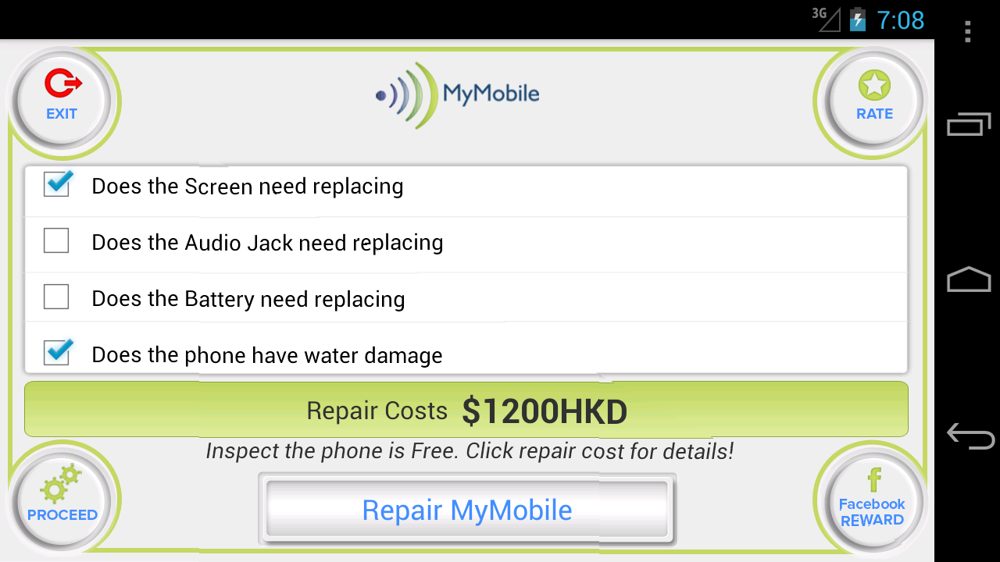 3G 7:08
EXIT
MyMobile
RATE
Does the Screen need replacing
Does the Audio Jack need replacing
Does the Battery need replacing
Does the phone have water damage
Repair Costs $1200HKD
Inspect the phone is Free. Click repair cost for details!
PROCEED
Repair MyMobile
f
Facebook
REWARD